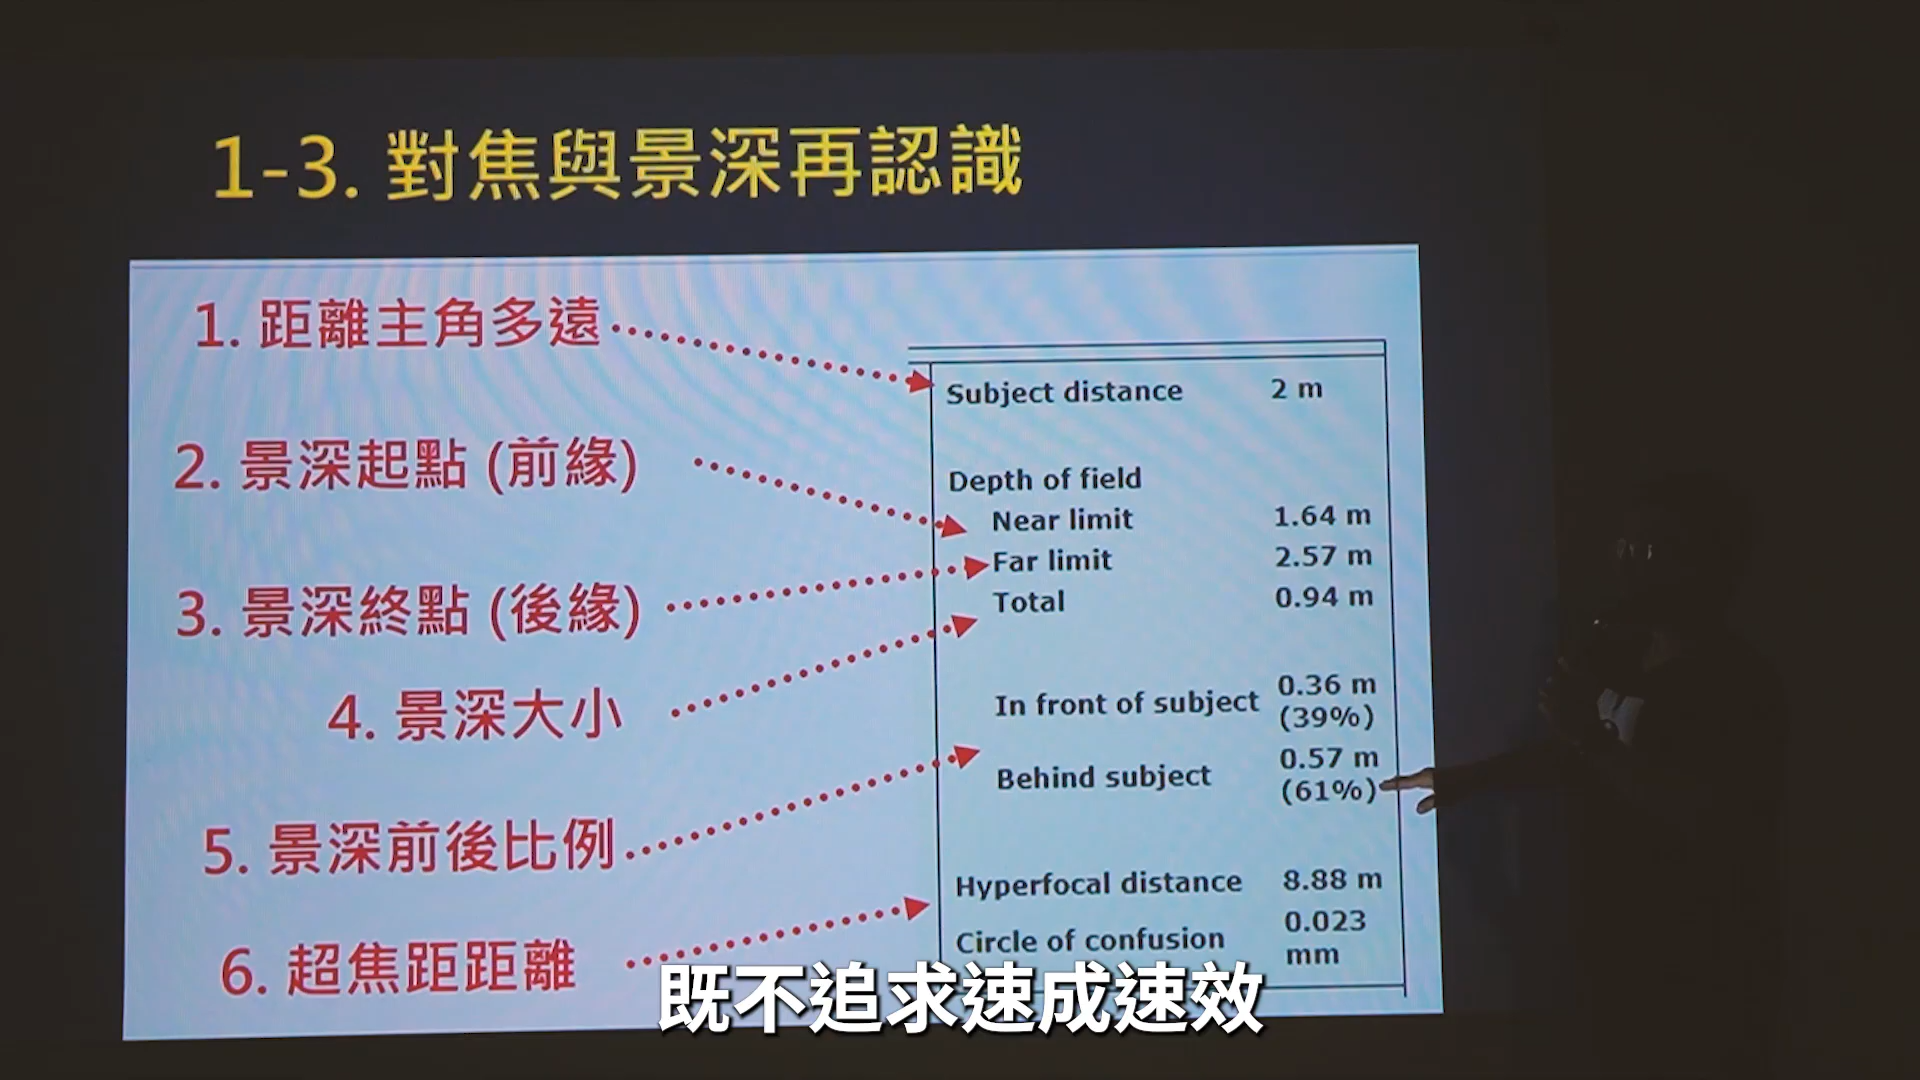 1-3. 對焦與景深再認識
1. 距離主角多遠
2. 景深起點 (前緣)
3. 景深終點 (後緣)
4. 景深大小
5. 景深前後比例
6. 超焦距距離
Subject distance 2 m
Depth of field
Near limit 1.64 m
Far limit 2.57 m
Total 0.94 m
In front of subject 0.36 m
(39%)
Behind subject 0.57 m
(61%)
Hyperfocal distance 8.88 m
Circle of confusion 0.023
mm
既不追求速成速效